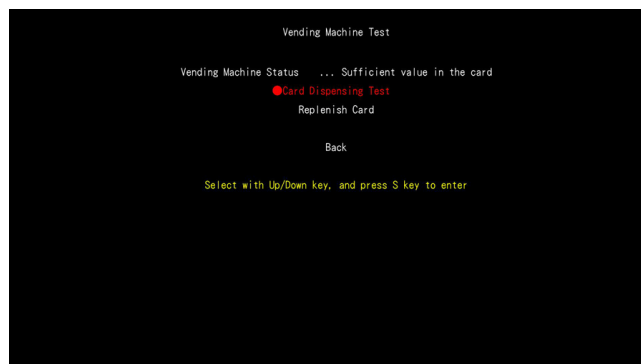 Vending Machine Test
Vending Machine Status ... Sufficient value in the card
●Card Dispensing Test
Replenish Card
Back
Select with Up/Down key, and press S key to enter